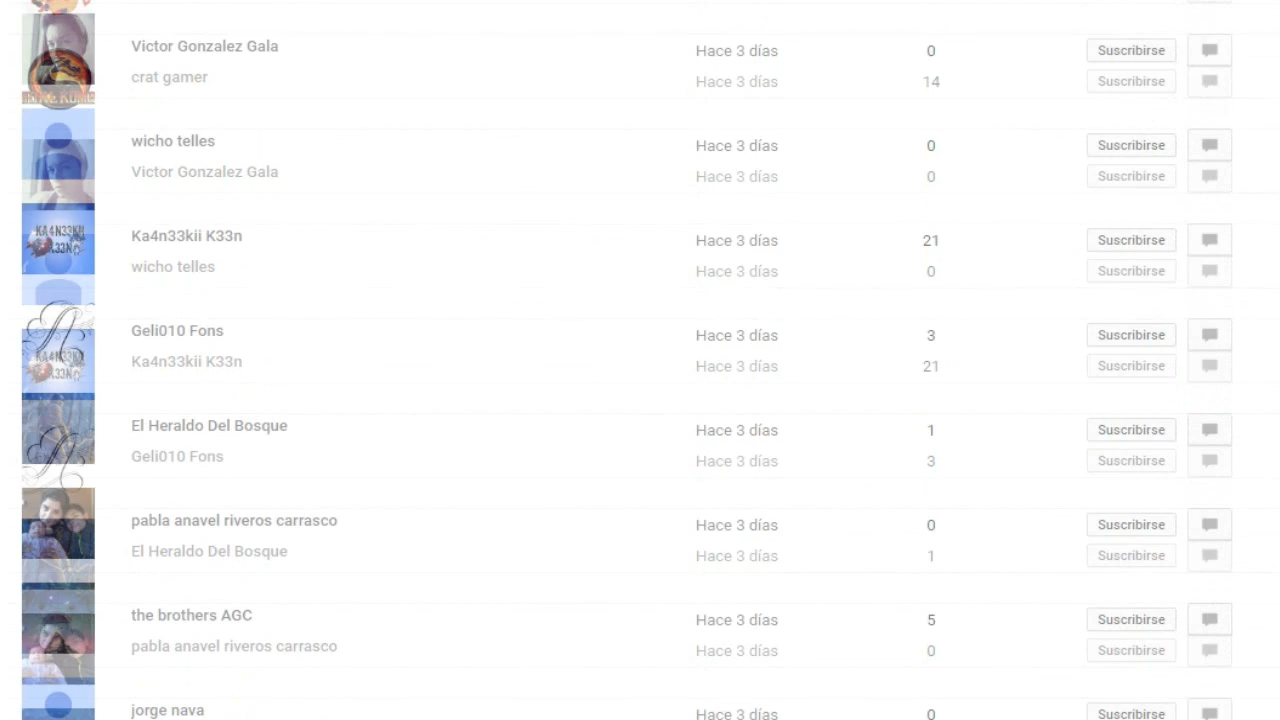 Victor Gonzalez Gala Hace 3 días 0 Suscribirse
crat gamer Hace 3 días 14 Suscribirse
wicho telles Hace 3 días 0 Suscribirse
Victor Gonzalez Gala Hace 3 días 0 Suscribirse
KA4N33KII
K33N
Ka4n33kii K33n Hace 3 días 21 Suscribirse
wicho telles Hace 3 días 0 Suscribirse
Geli010 Fons Hace 3 días 3 Suscribirse
Ka4n33kii K33n Hace 3 días 21 Suscribirse
El Heraldo Del Bosque Hace 3 días 1 Suscribirse
Geli010 Fons Hace 3 días 3 Suscribirse
pabla anavel riveros carrasco Hace 3 días 0 Suscribirse
El Heraldo Del Bosque Hace 3 días 1 Suscribirse
the brothers AGC Hace 3 días 5 Suscribirse
pabla anavel riveros carrasco Hace 3 días 0 Suscribirse
jorge nava Hace 3 días 0 Suscribirse